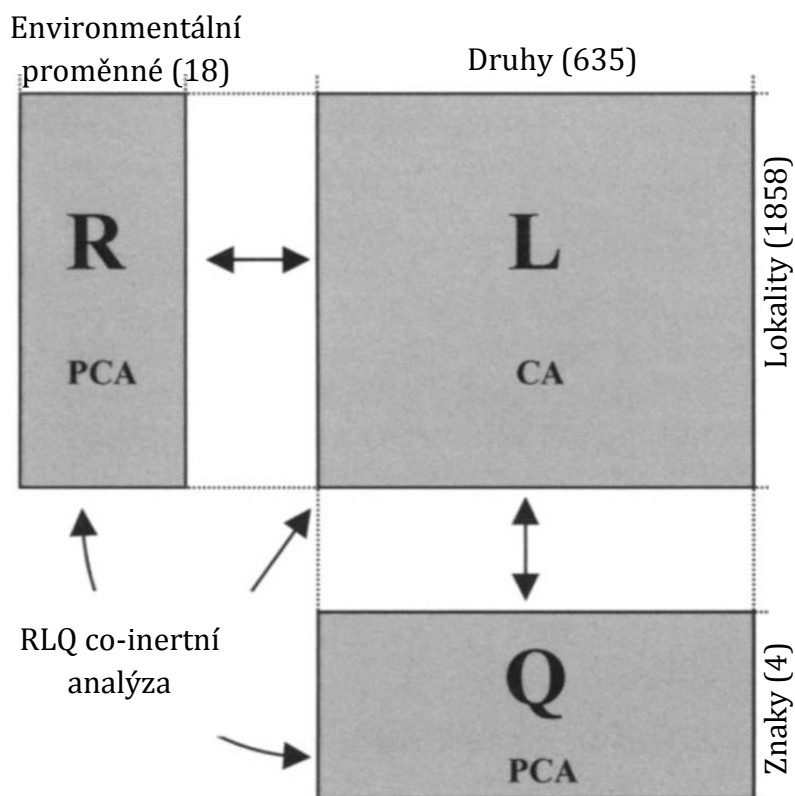 Environmentální
proměnné (18)
Druhy (635)
R
PCA
L
CA
Lokality (1858)
RLQ co-inertní
analýza
Q
PCA
Znaky (4)